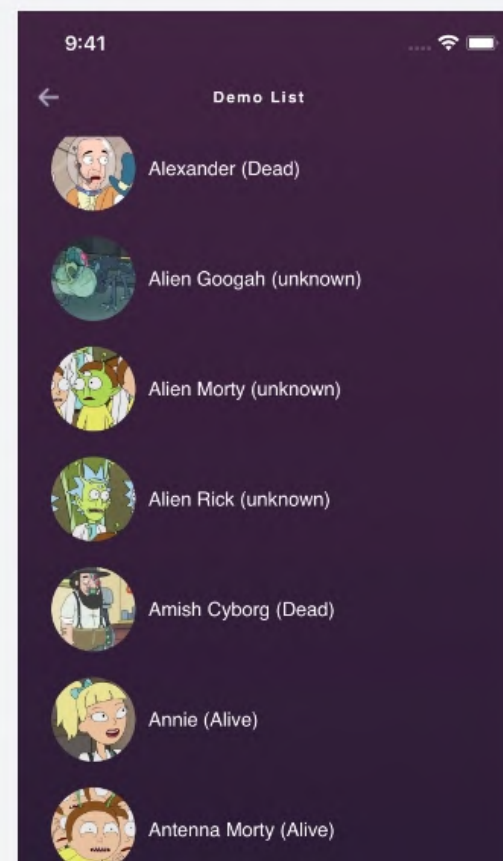 9:41
Demo List
Alexander (Dead)
Alien Googah (unknown)
Alien Morty (unknown)
Alien Rick (unknown)
Amish Cyborg (Dead)
Annie (Alive)
Antenna Morty (Alive)